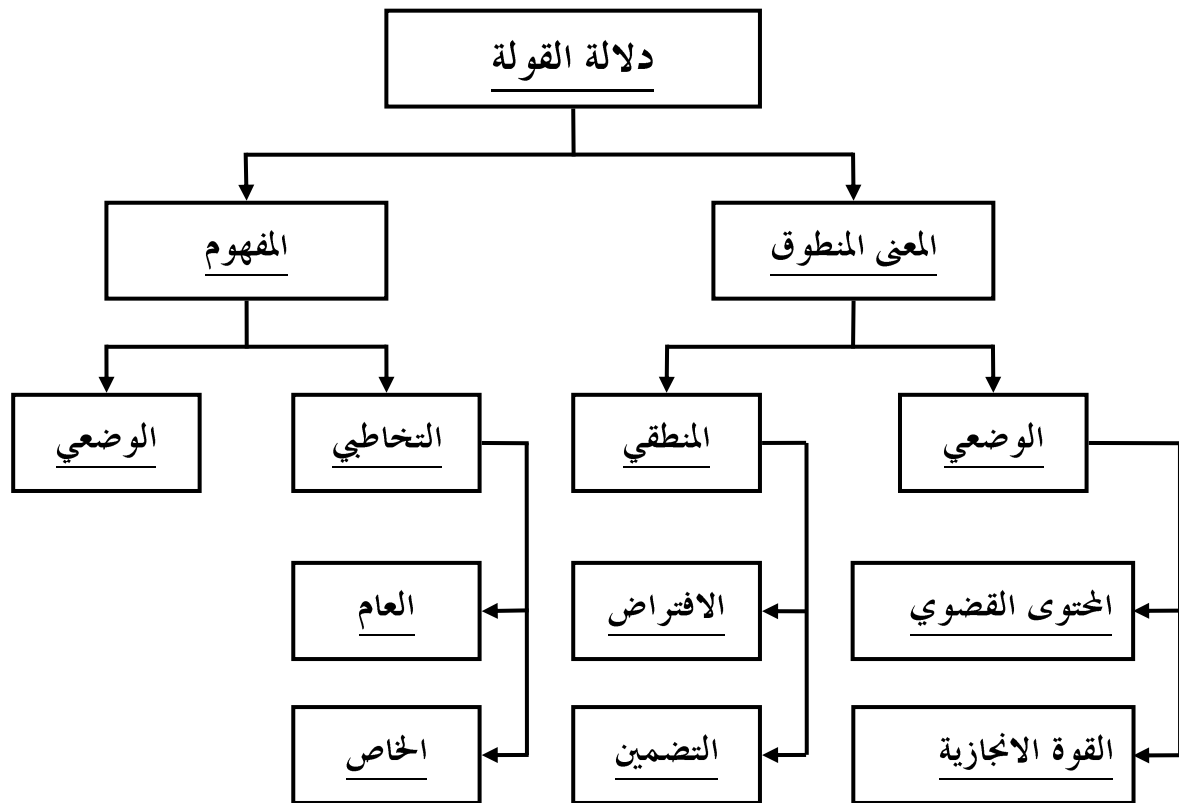 دلالة القولة
المعنى المنطوق
المفهوم
الوضعي
المنطقي
التخاطبي
الوضعي
المحتوى القضوي
الافتراض
العام
القوة الانجازية
التضمين
الخاص